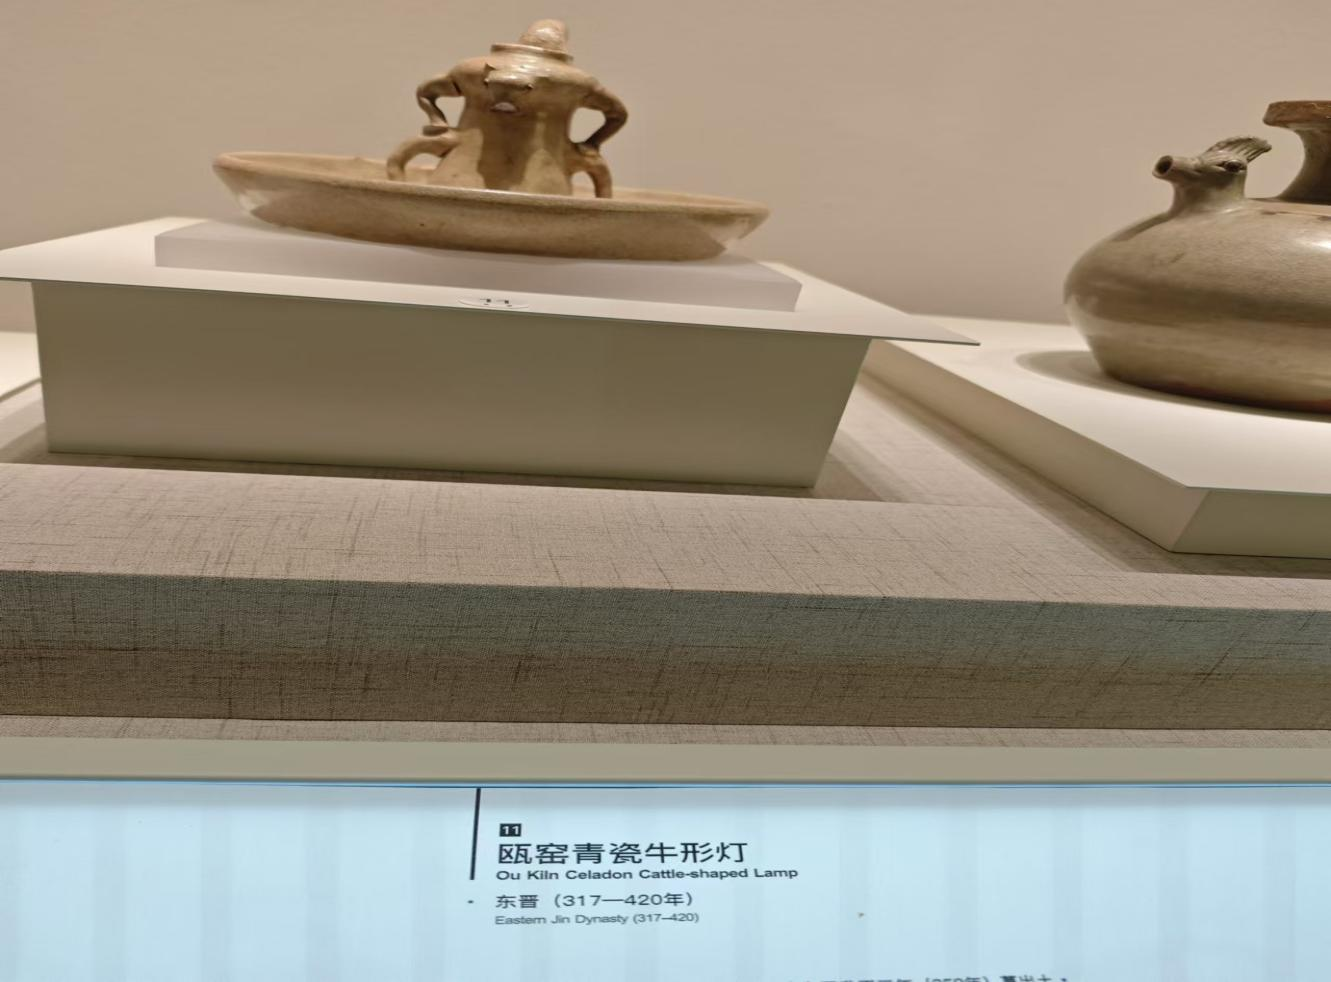 11
11
瓯窑青瓷牛形灯
Ou Kiln Celadon Cattle-shaped Lamp
东晋（317—420年）
Eastern Jin Dynasty (317–420)